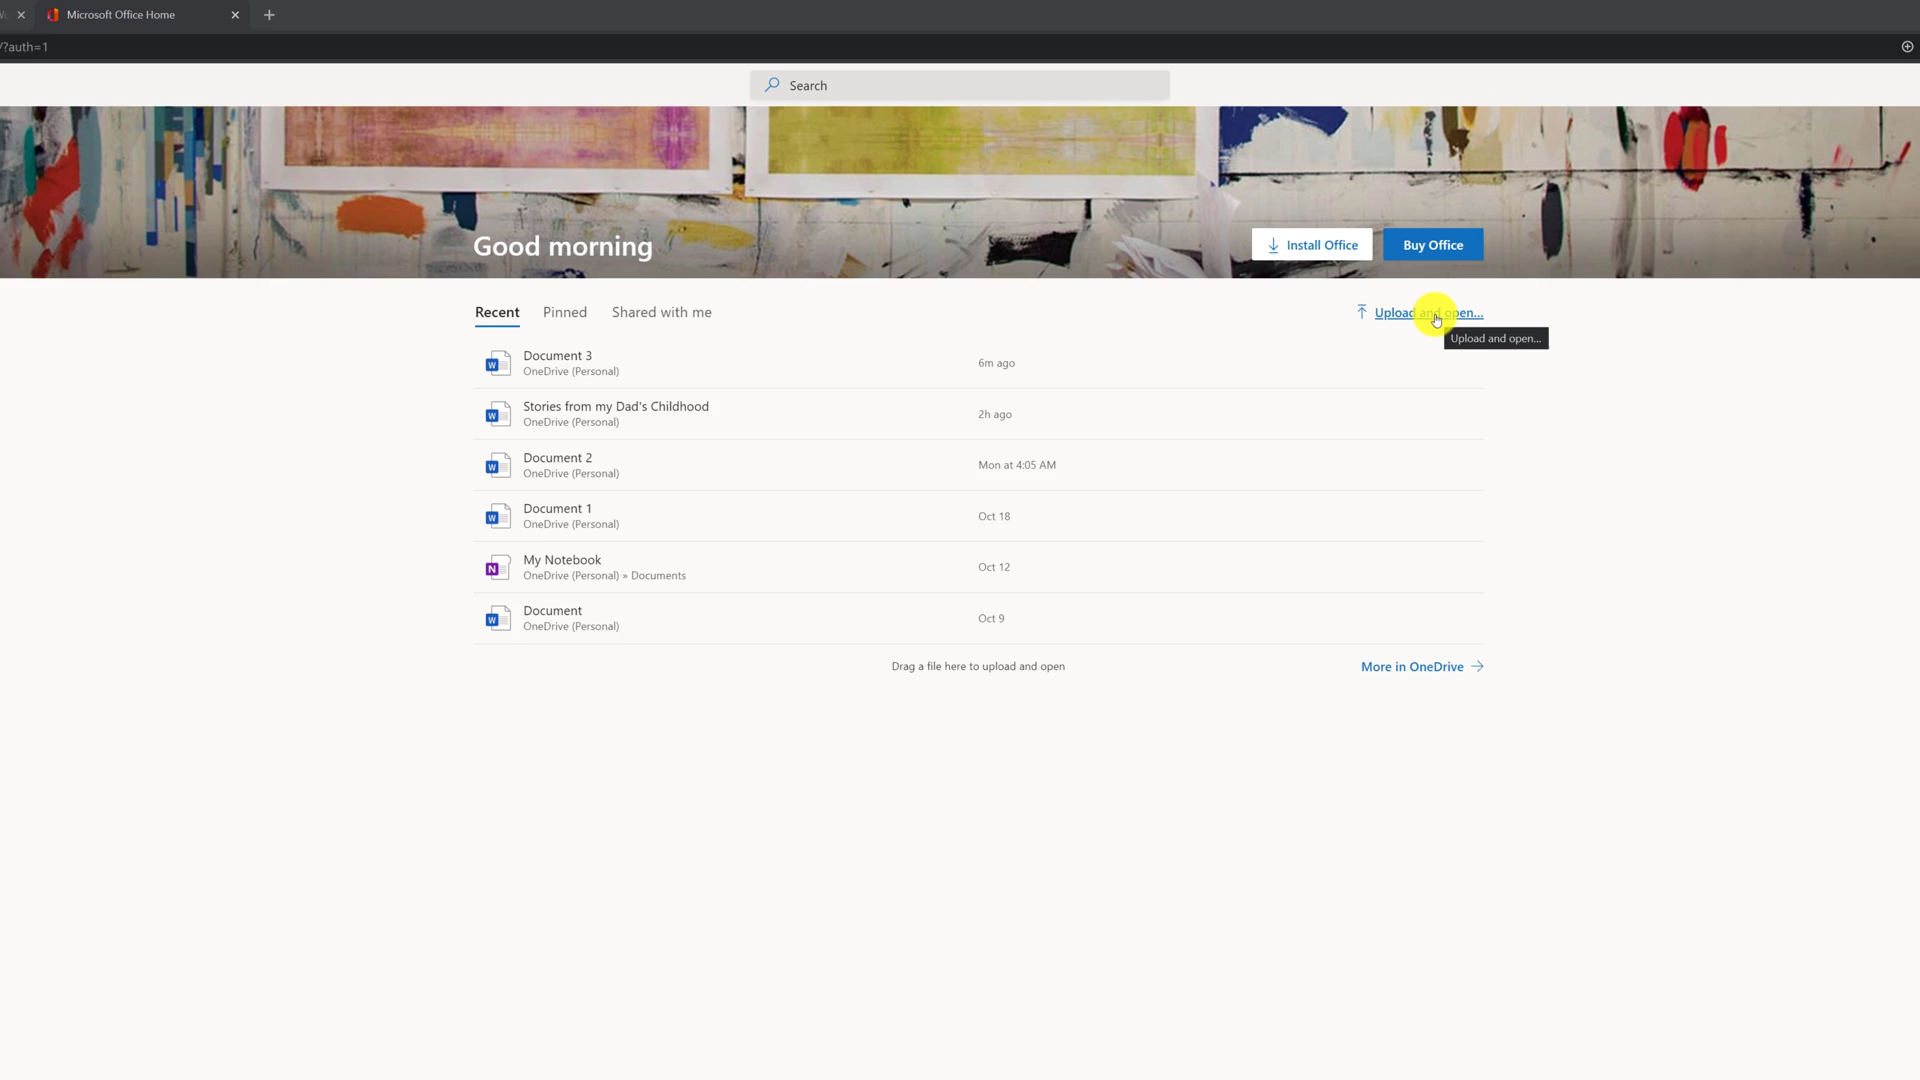 Microsoft Office Home
/?auth=1
Search
Good morning
Install Office
Buy Office
Recent
Pinned
Shared with me
Upload and open...
Upload and open...
Document 3
OneDrive (Personal)
6m ago
Stories from my Dad's Childhood
OneDrive (Personal)
2h ago
Document 2
OneDrive (Personal)
Mon at 4:05 AM
Document 1
OneDrive (Personal)
Oct 18
My Notebook
OneDrive (Personal) » Documents
Oct 12
Document
OneDrive (Personal)
Oct 9
Drag a file here to upload and open
More in OneDrive